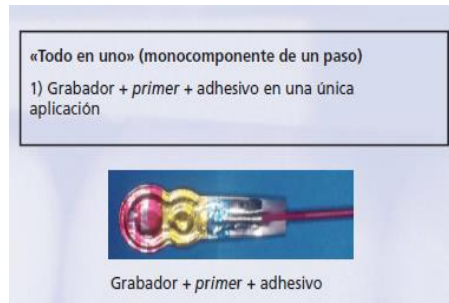 «Todo en uno» (monocomponente de un paso)
1) Grabador + primer + adhesivo en una única
aplicación
Grabador + primer + adhesivo